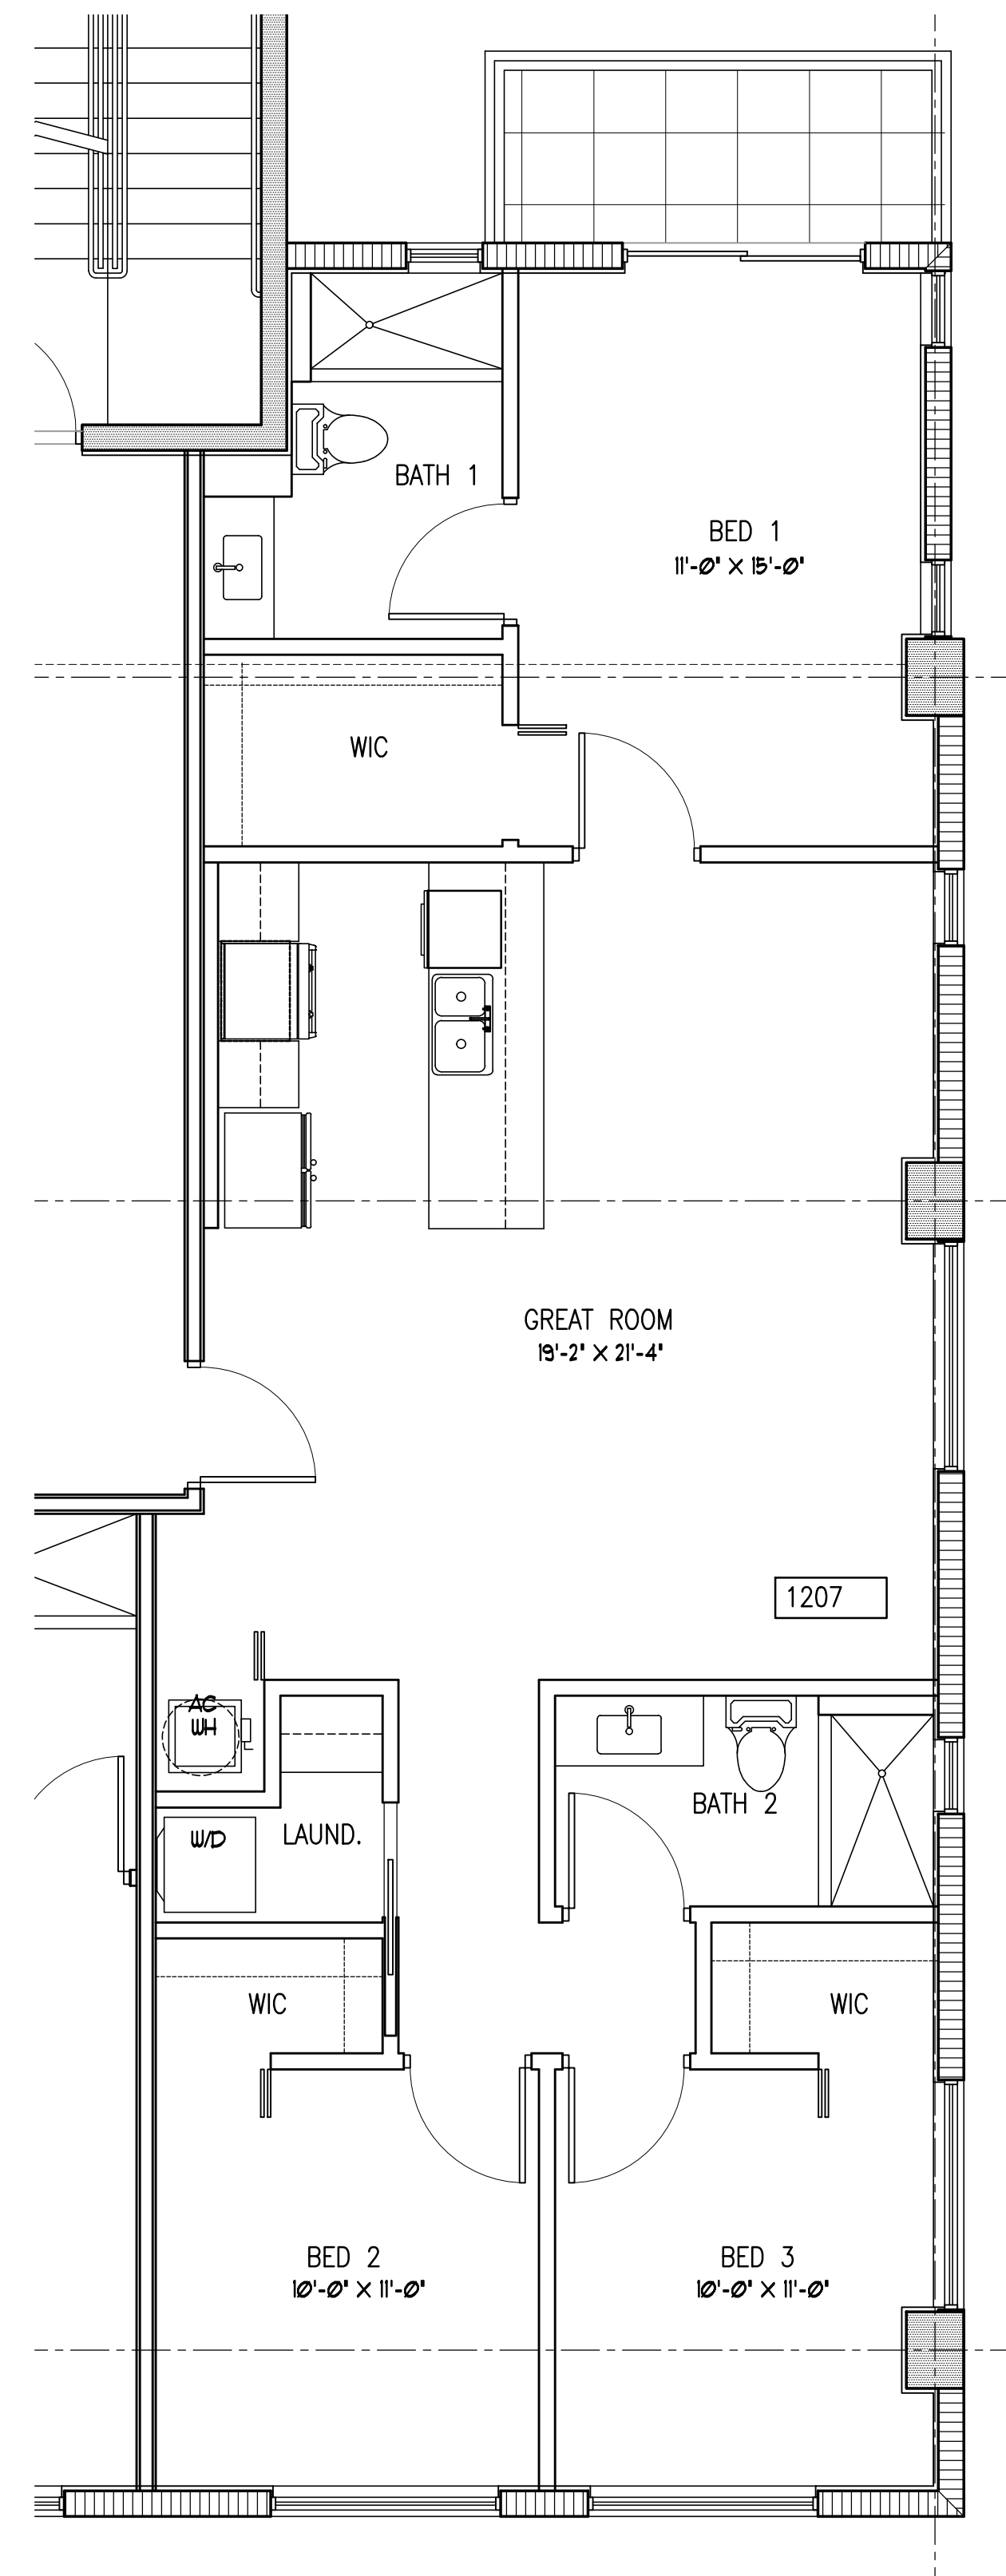 BATH 1
BED 1
11'-0" X 15'-0"
WIC
GREAT ROOM
19'-2" X 21'-4"
1207
AC
WH
BATH 2
W/D
LAUND.
WIC
WIC
BED 2
10'-0" X 11'-0"
BED 3
10'-0" X 11'-0"